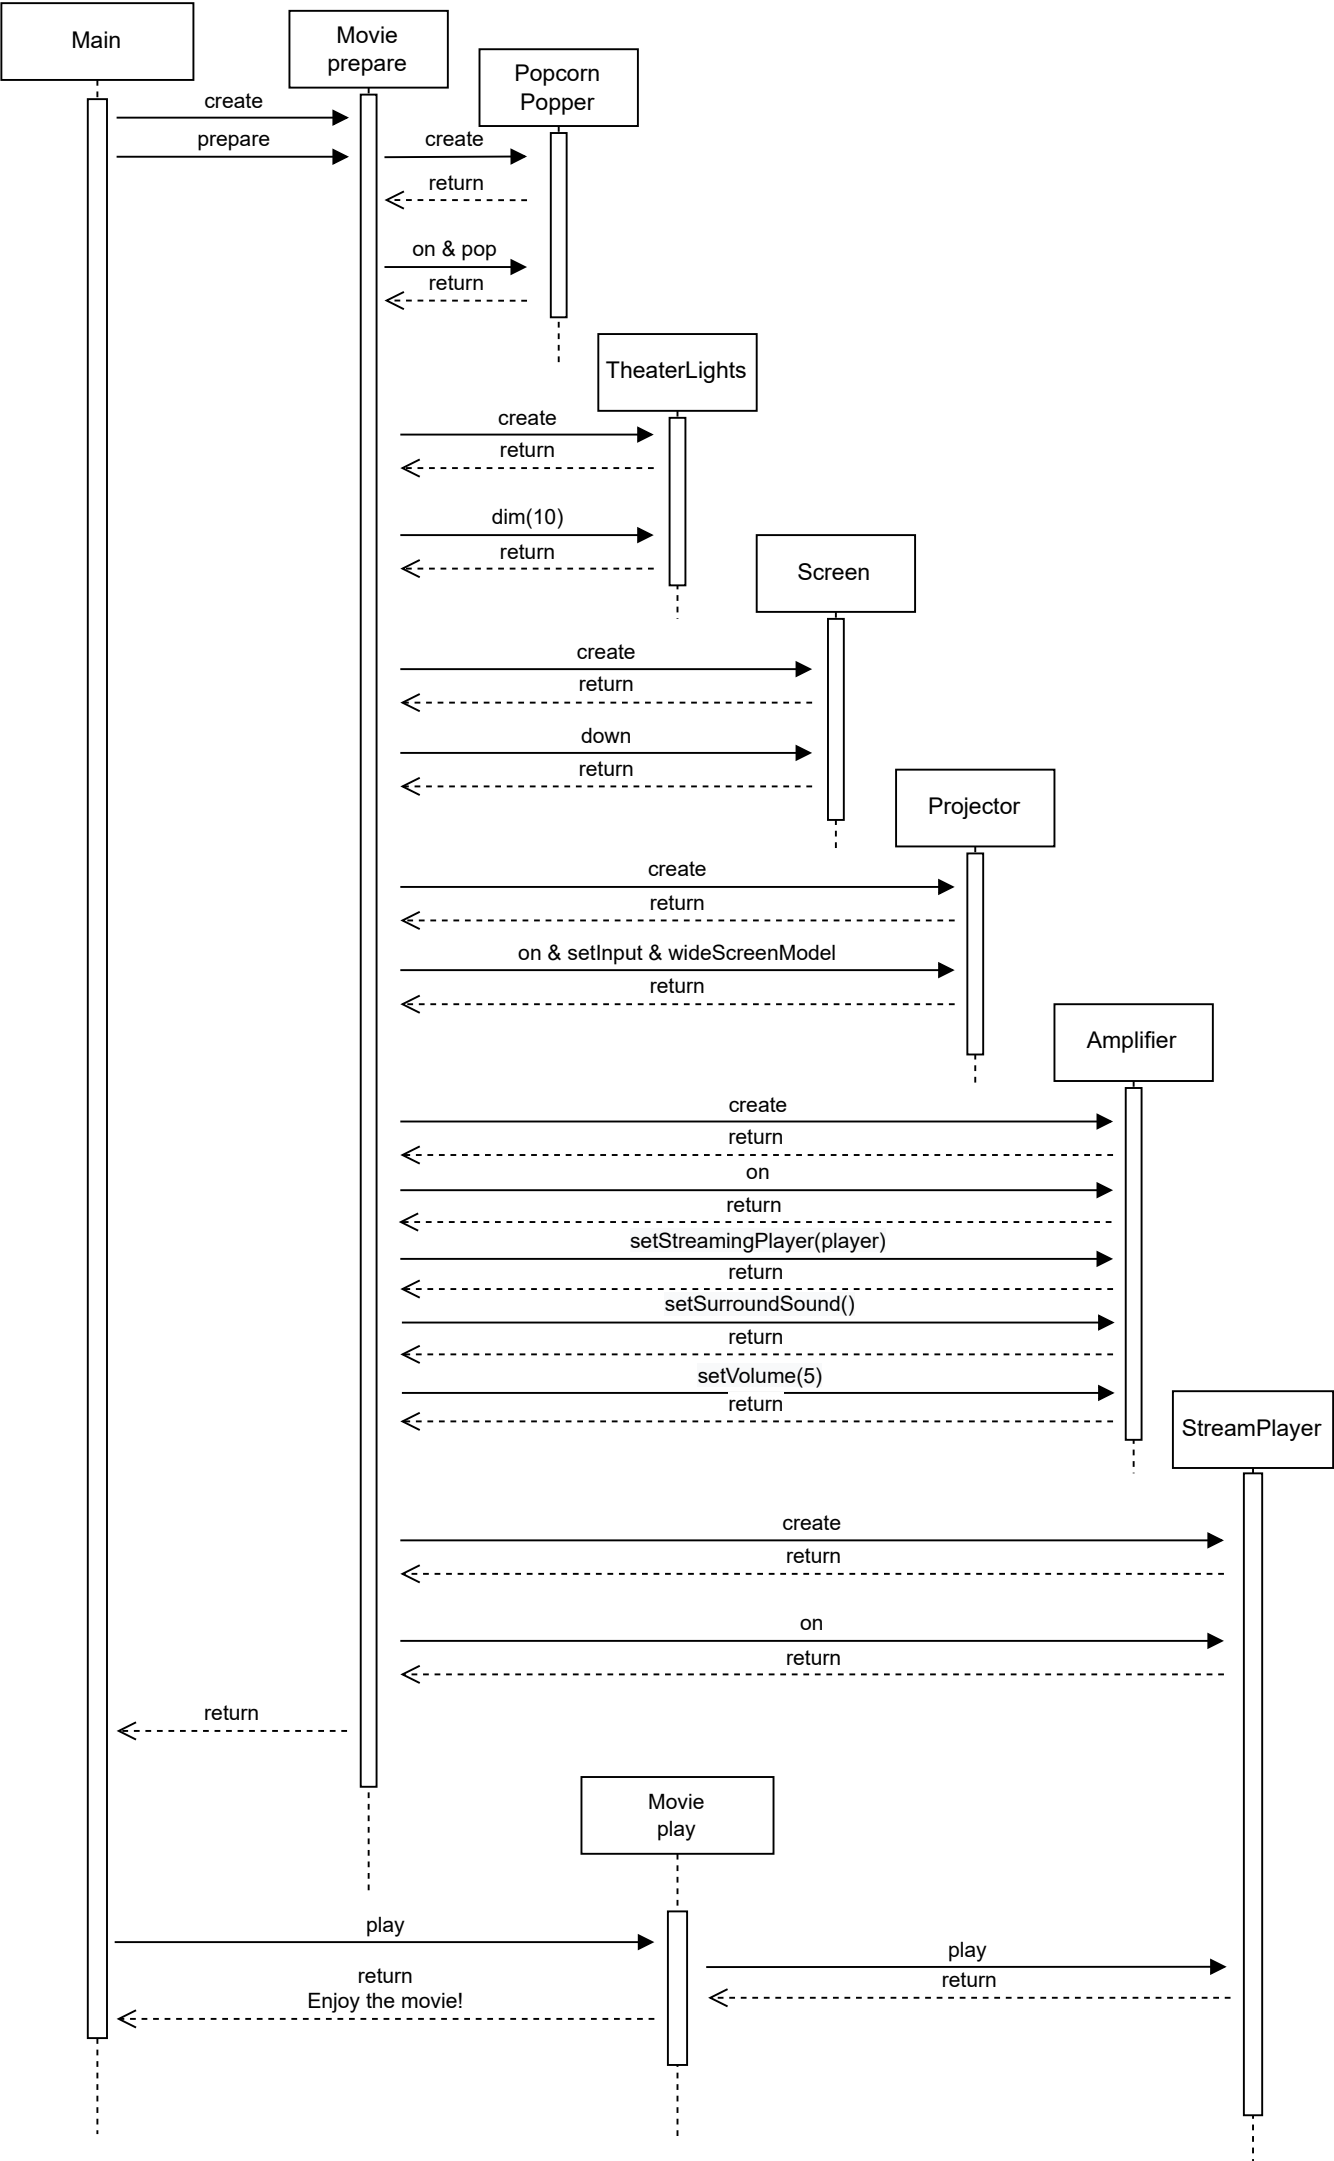 Main
Movie
prepare
Popcorn
Popper
create
prepare
create
return
on & pop
return
TheaterLights
create
return
dim(10)
return
Screen
create
return
down
return
Projector
create
return
on & setInput & wideScreenModel
return
Amplifier
create
return
on
return
setStreamingPlayer(player)
return
setSurroundSound()
return
setVolume(5)
return
StreamPlayer
create
return
on
return
return
Movie
play
play
play
return
return
Enjoy the movie!